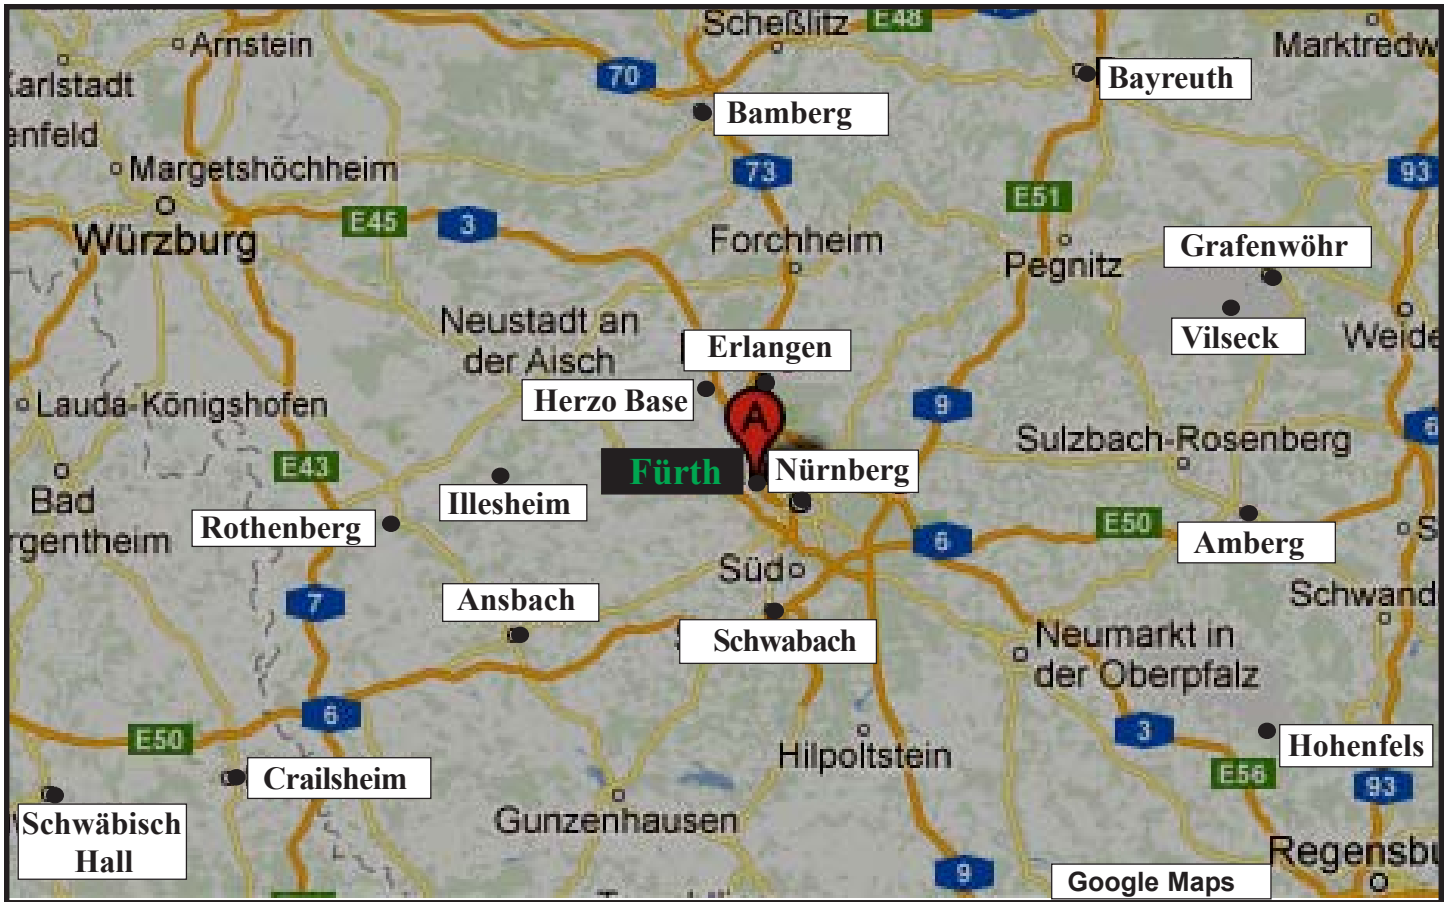 Scheßlitz
E48
Arnstein
Marktredw
70
Karlstadt
Bayreuth
Bamberg
enfeld
Margetshöchheim
73
93
E51
E45
3
Würzburg
Forchheim
Grafenwöhr
Pegnitz
Neustadt an
der Aisch
Vilseck
Weide
Erlangen
Herzo Base
Lauda-Königshofen
9
A
6
Sulzbach-Rosenberg
E43
Fürth
Nürnberg
Illesheim
Bad
rgentheim
Rothenberg
E50
6
Amberg
S
Süd
7
Ansbach
Schwand
Schwabach
Neumarkt in
der Oberpfalz
6
E50
3
Hohenfels
Hilpoltstein
Crailsheim
E56
93
Schwäbisch
Hall
Gunzenhausen
Regensbu
9
Google Maps